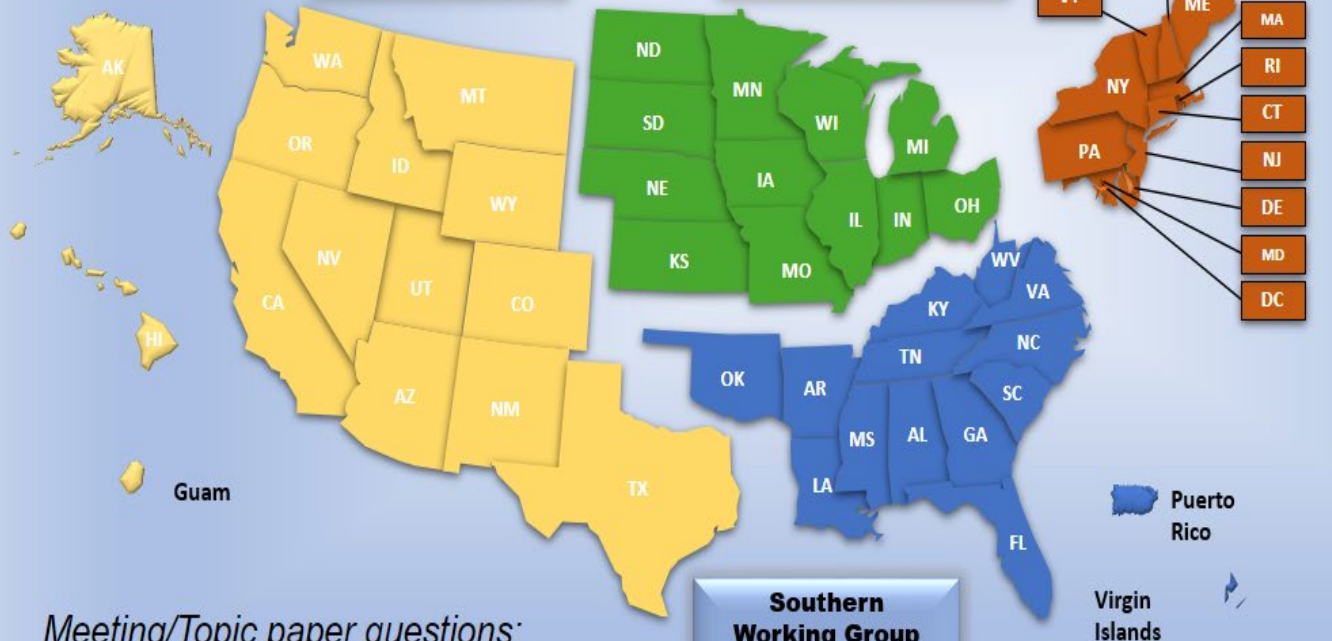 ME
MA
AK
WA
MT
ND
MN
NY
RI
OR
ID
SD
WI
MI
CT
PA
NJ
WY
NE
IA
IL
IN
OH
DE
NV
UT
CO
KS
MO
WV
VA
MD
DC
CA
HI
KY
NC
TN
AZ
NM
OK
AR
SC
MS
AL
GA
TX
LA
FL
Guam
Puerto
Rico
Virgin
Islands
Southern
Working Group
Meeting/Topic paper questions: